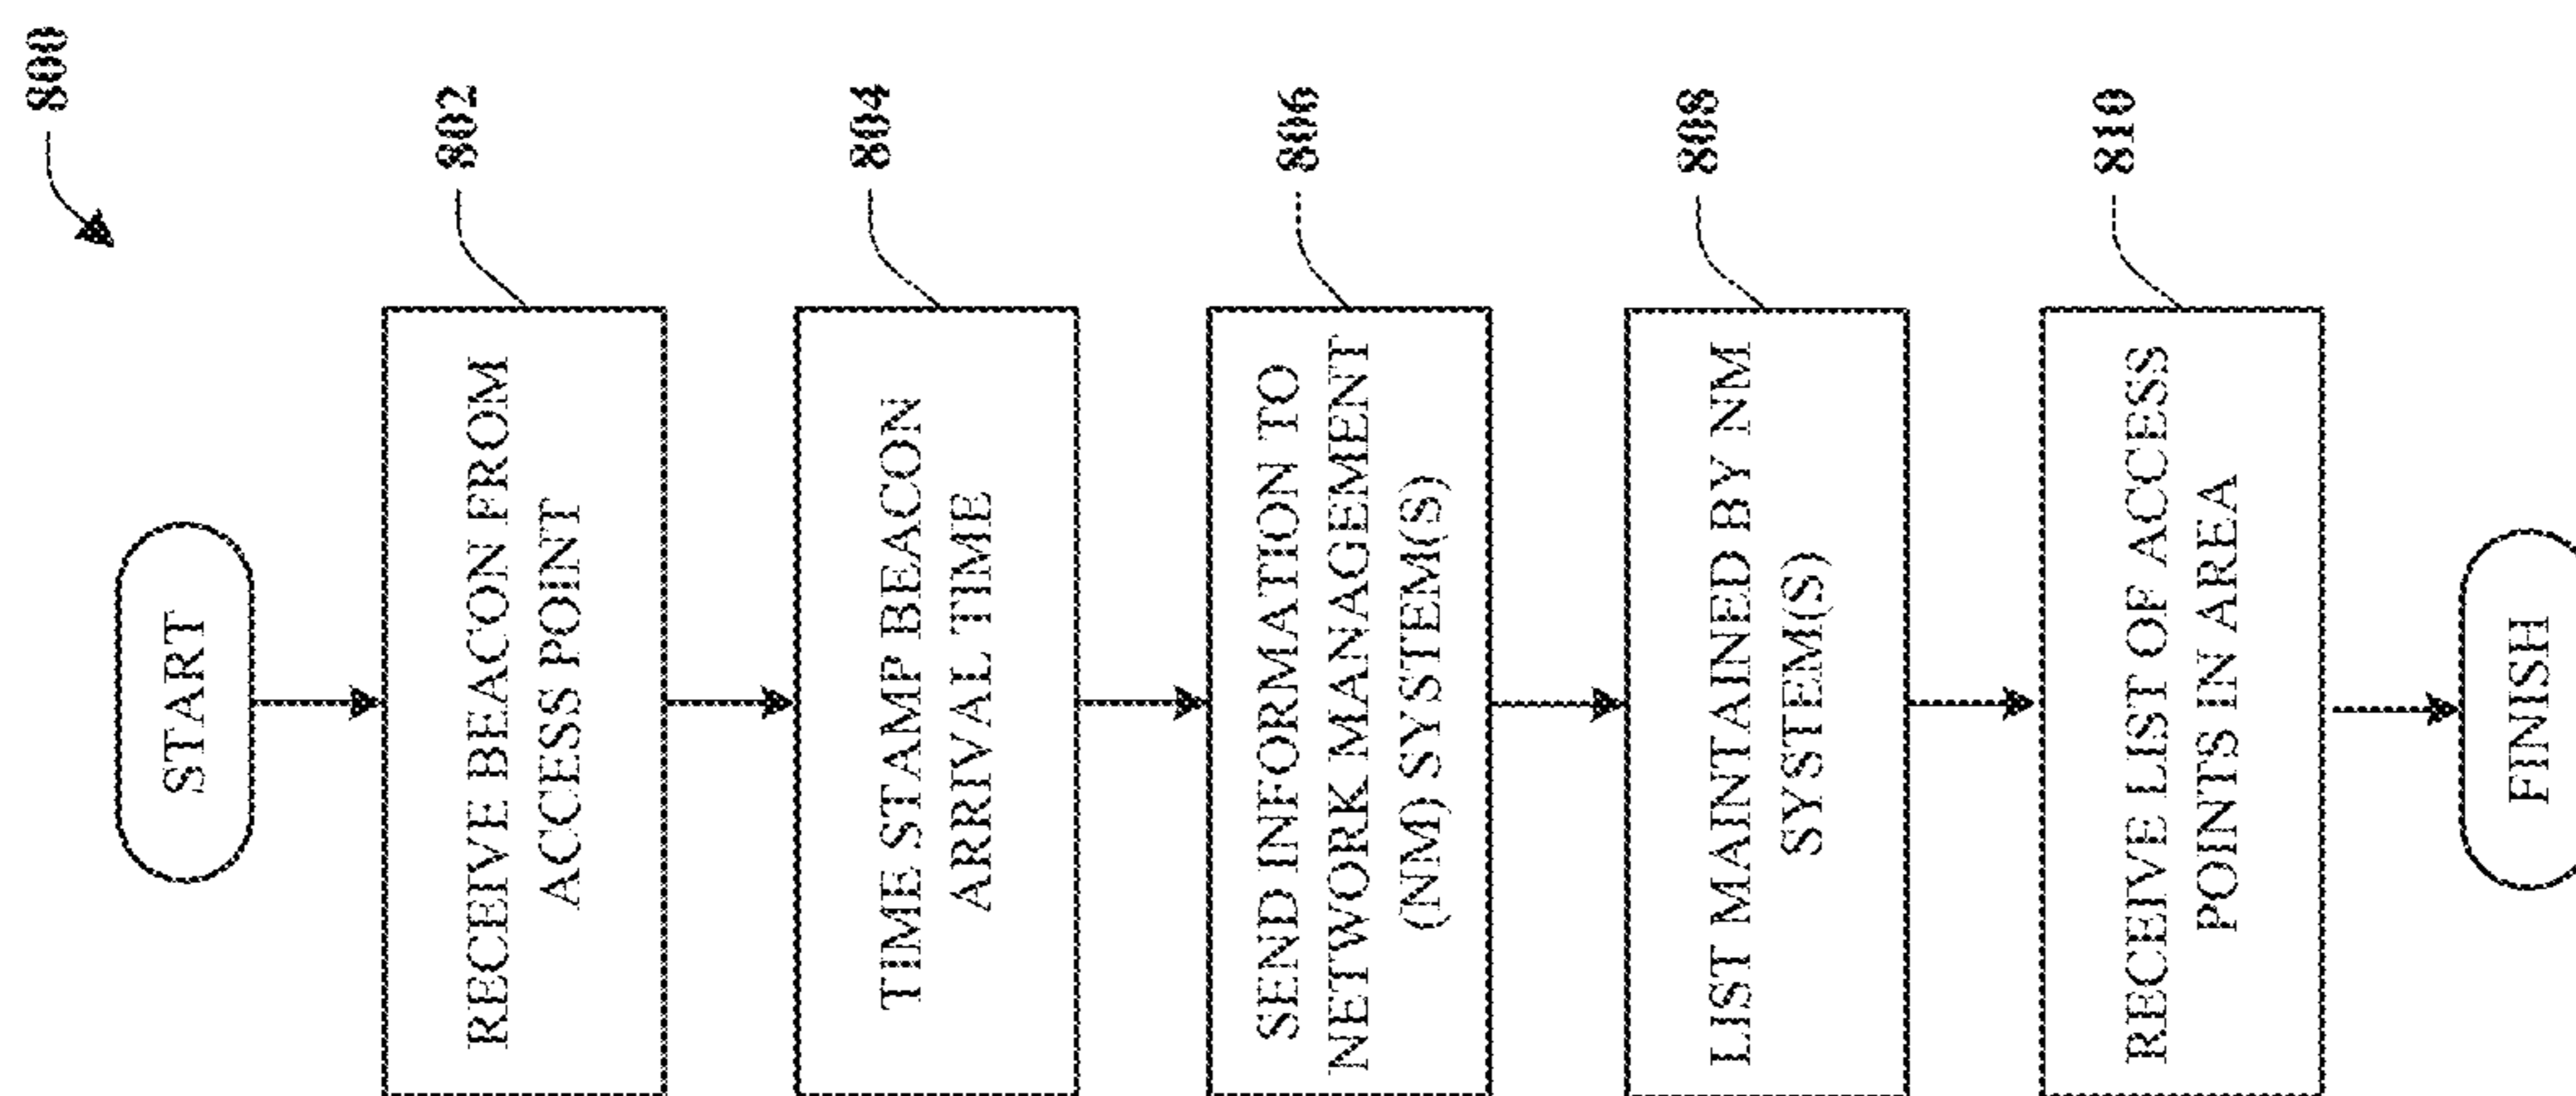 800
START
RECEIVE BEACON FROM
ACCESS POINT
802
TIME STAMP BEACON
ARRIVAL TIME
804
SEND INFORMATION TO
NETWORK MANAGEMENT
(NM) SYSTEM(S)
806
LIST MAINTAINED BY NM
SYSTEM(S)
808
RECEIVE LIST OF ACCESS
POINTS IN AREA
810
FINISH